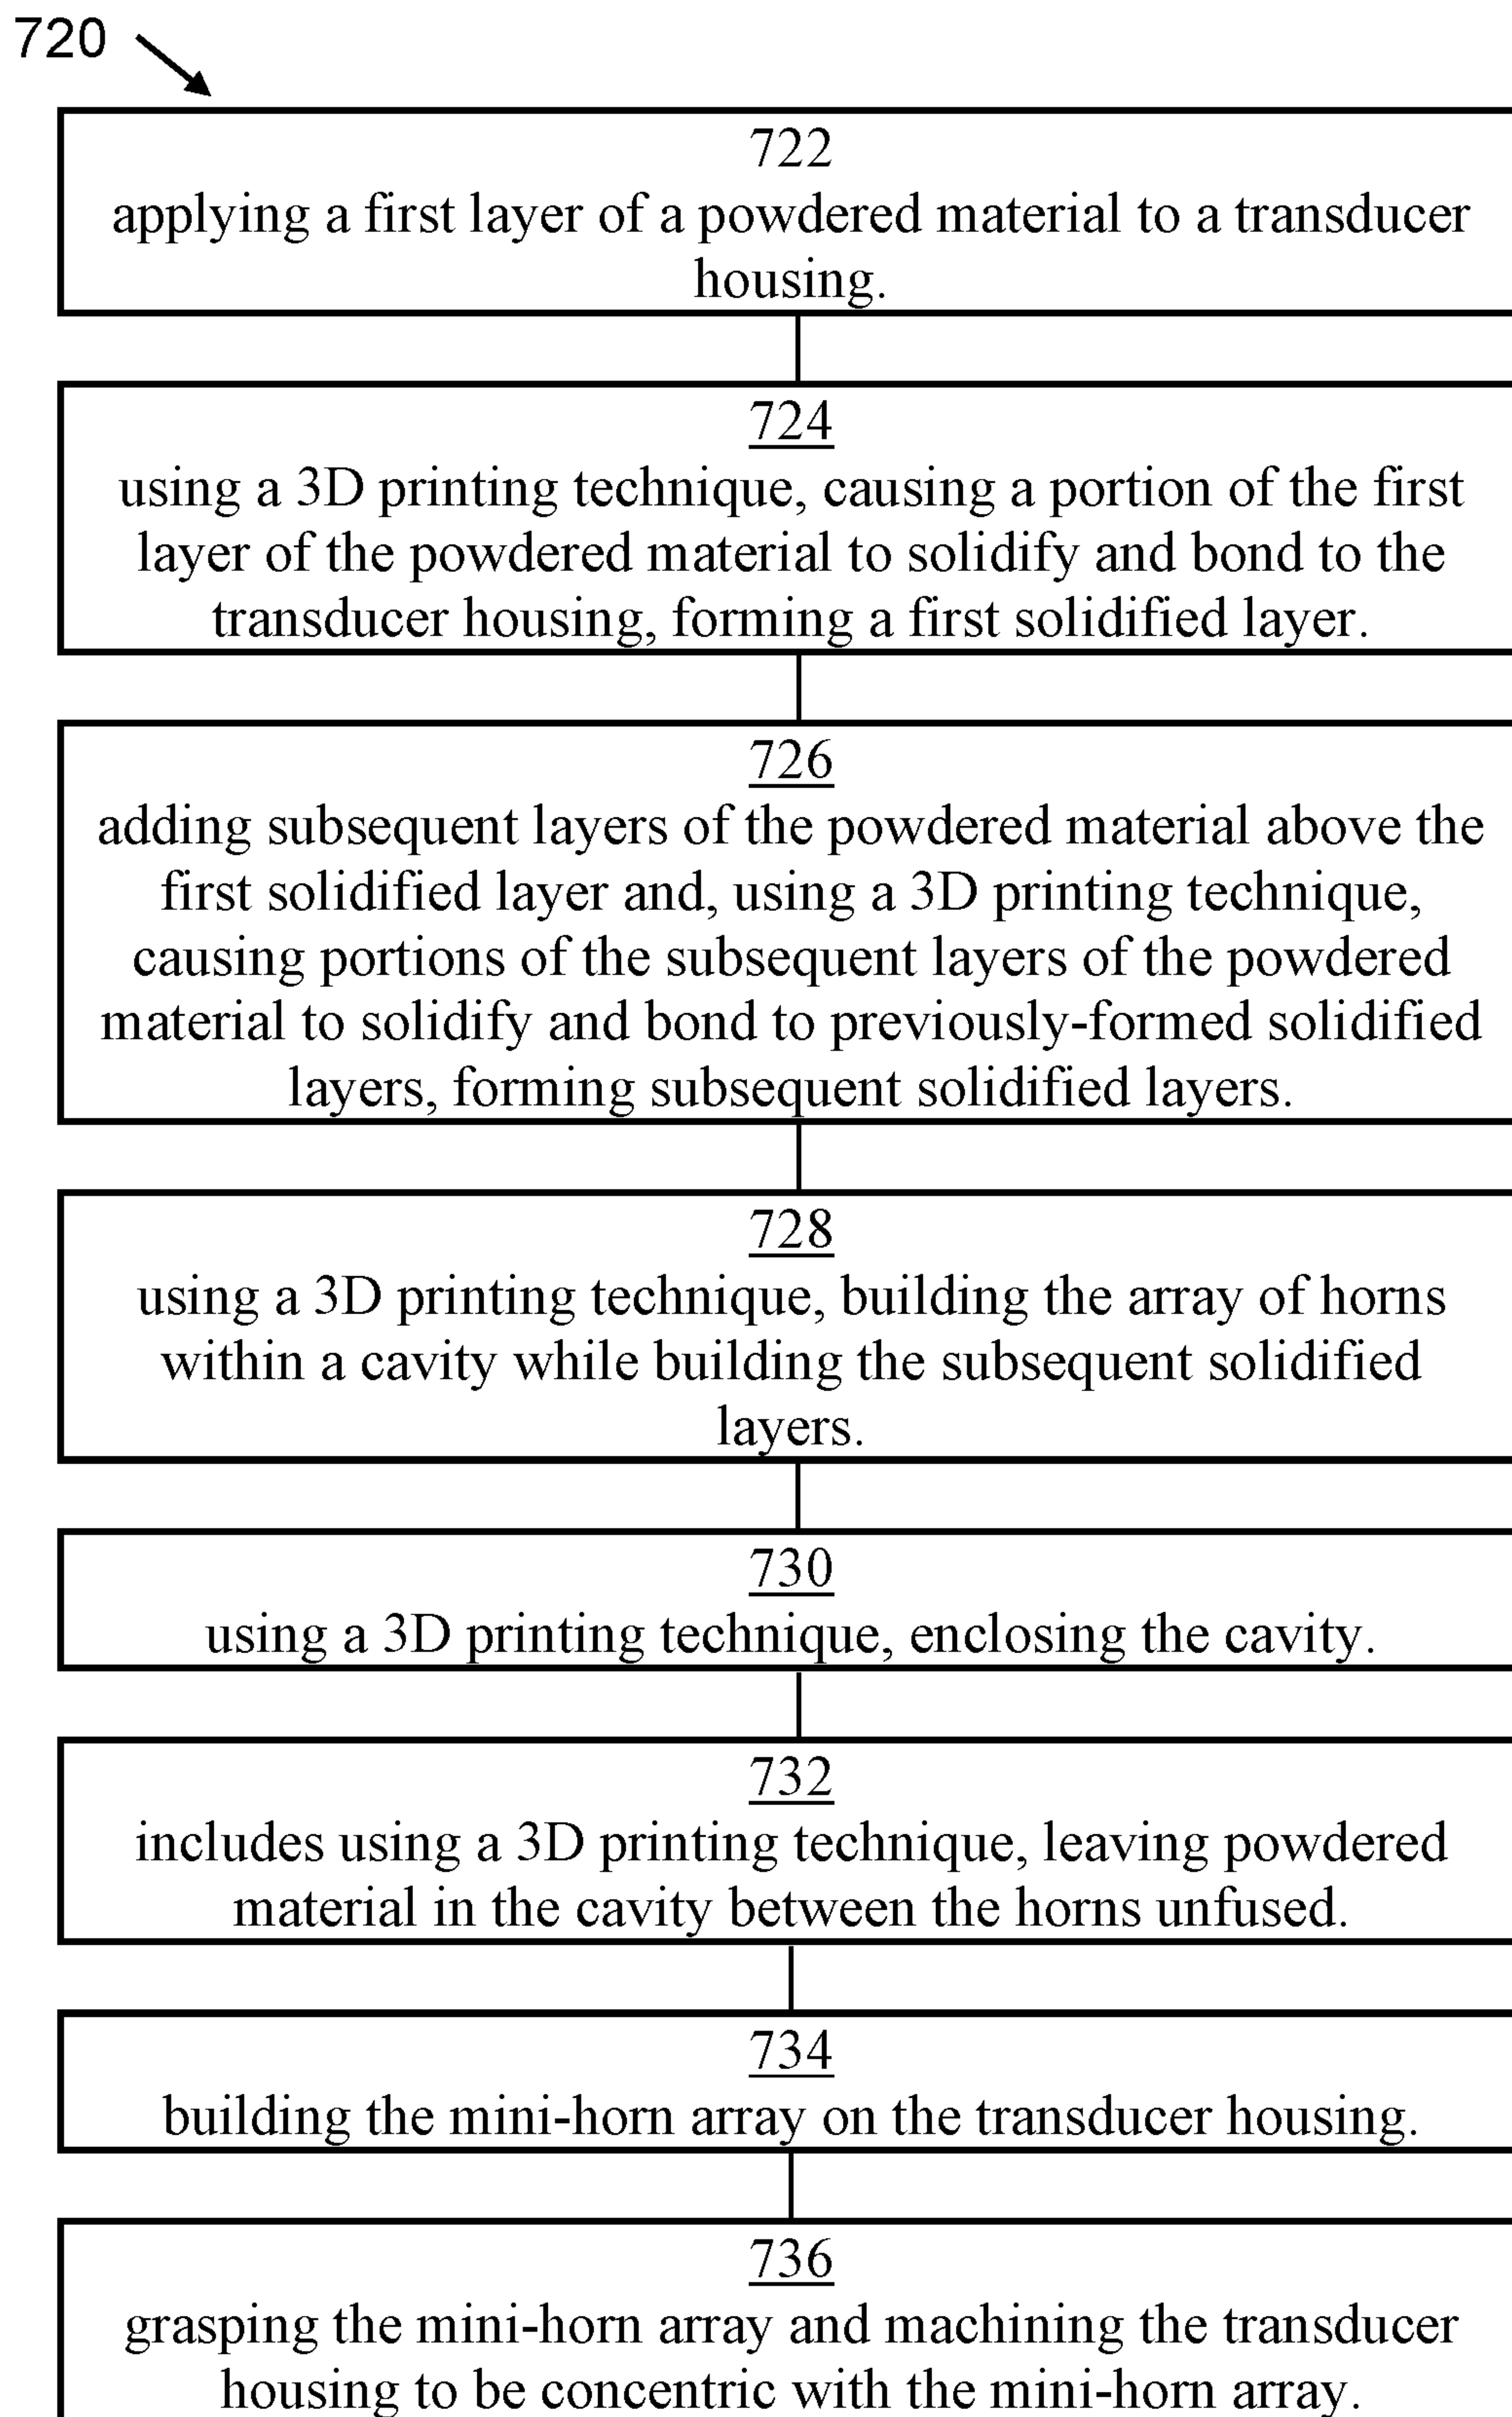 720
722
applying a first layer of a powdered material to a transducer
housing.
724
using a 3D printing technique, causing a portion of the first
layer of the powdered material to solidify and bond to the
transducer housing, forming a first solidified layer.
726
adding subsequent layers of the powdered material above the
first solidified layer and, using a 3D printing technique,
causing portions of the subsequent layers of the powdered
material to solidify and bond to previously-formed solidified
layers, forming subsequent solidified layers.
728
using a 3D printing technique, building the array of horns
within a cavity while building the subsequent solidified
layers.
730
using a 3D printing technique, enclosing the cavity.
732
includes using a 3D printing technique, leaving powdered
material in the cavity between the horns unfused.
734
building the mini-horn array on the transducer housing.
736
grasping the mini-horn array and machining the transducer
housing to be concentric with the mini-horn array.